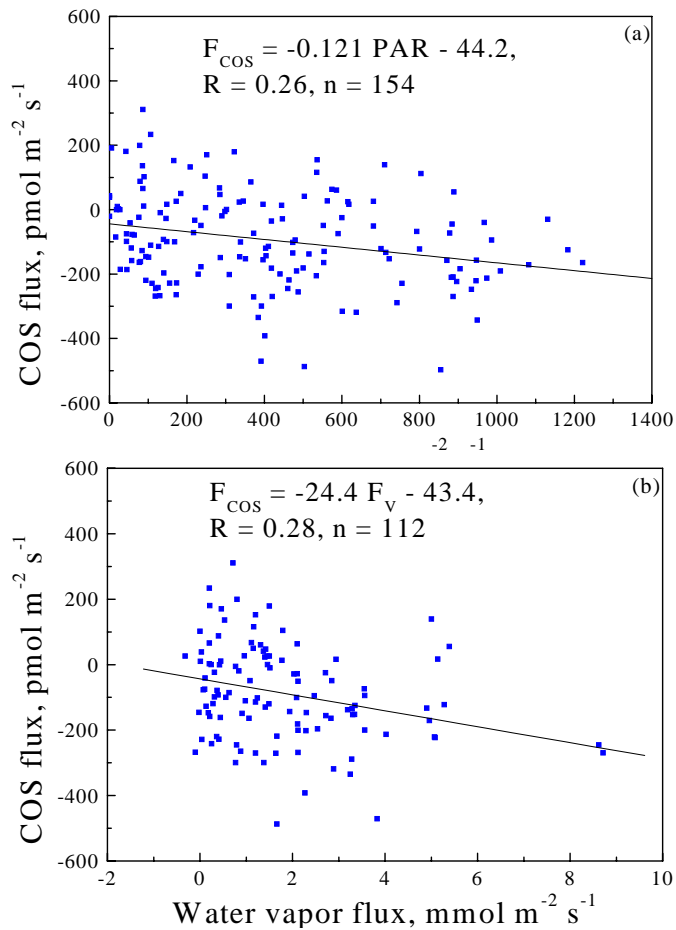 600
400
200
0
-200
-400
-600
COS flux, pmol m⁻² s⁻¹
(a)
F_COS = -0.121 PAR - 44.2,
R = 0.26, n = 154
0 200 400 600 800 1000 1200 1400
-2 -1
600
400
200
0
-200
-400
-600
COS flux, pmol m⁻² s⁻¹
(b)
F_COS = -24.4 F_V - 43.4,
R = 0.28, n = 112
-2 0 2 4 6 8 10
Water vapor flux, mmol m⁻² s⁻¹